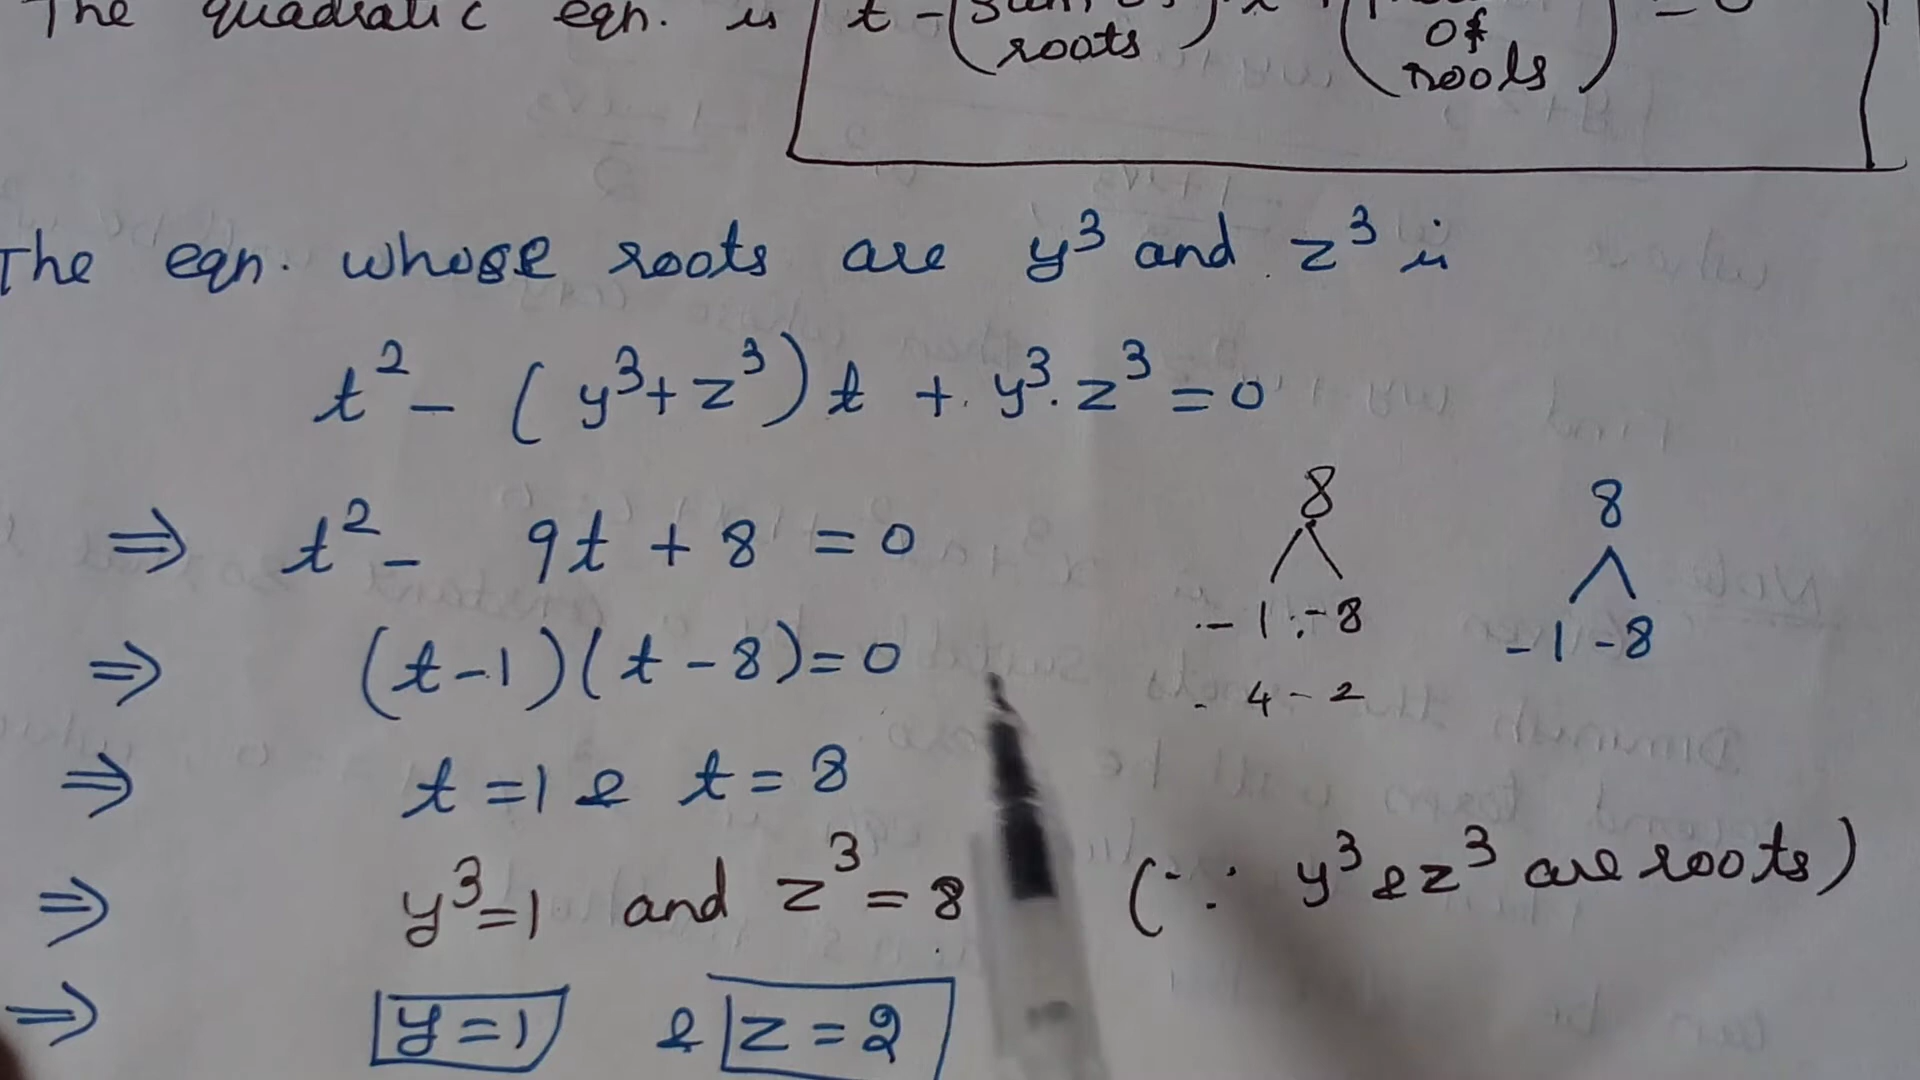 The quadratic eqn. is t - (roots) (of
roots) = 0
The eqn. whose roots are y³ and z³ is
t² - (y³+z³)t + y³.z³ = 0
⇒ t² - 9t + 8 = 0
8 8
-1 -8 -1 -8
- 4 - 2
⇒ (t-1)(t-8)=0
⇒ t=1 & t=8
⇒ y³=1 and z³=8 (∵ y³ & z³ are roots)
⇒ y=1 & z=2